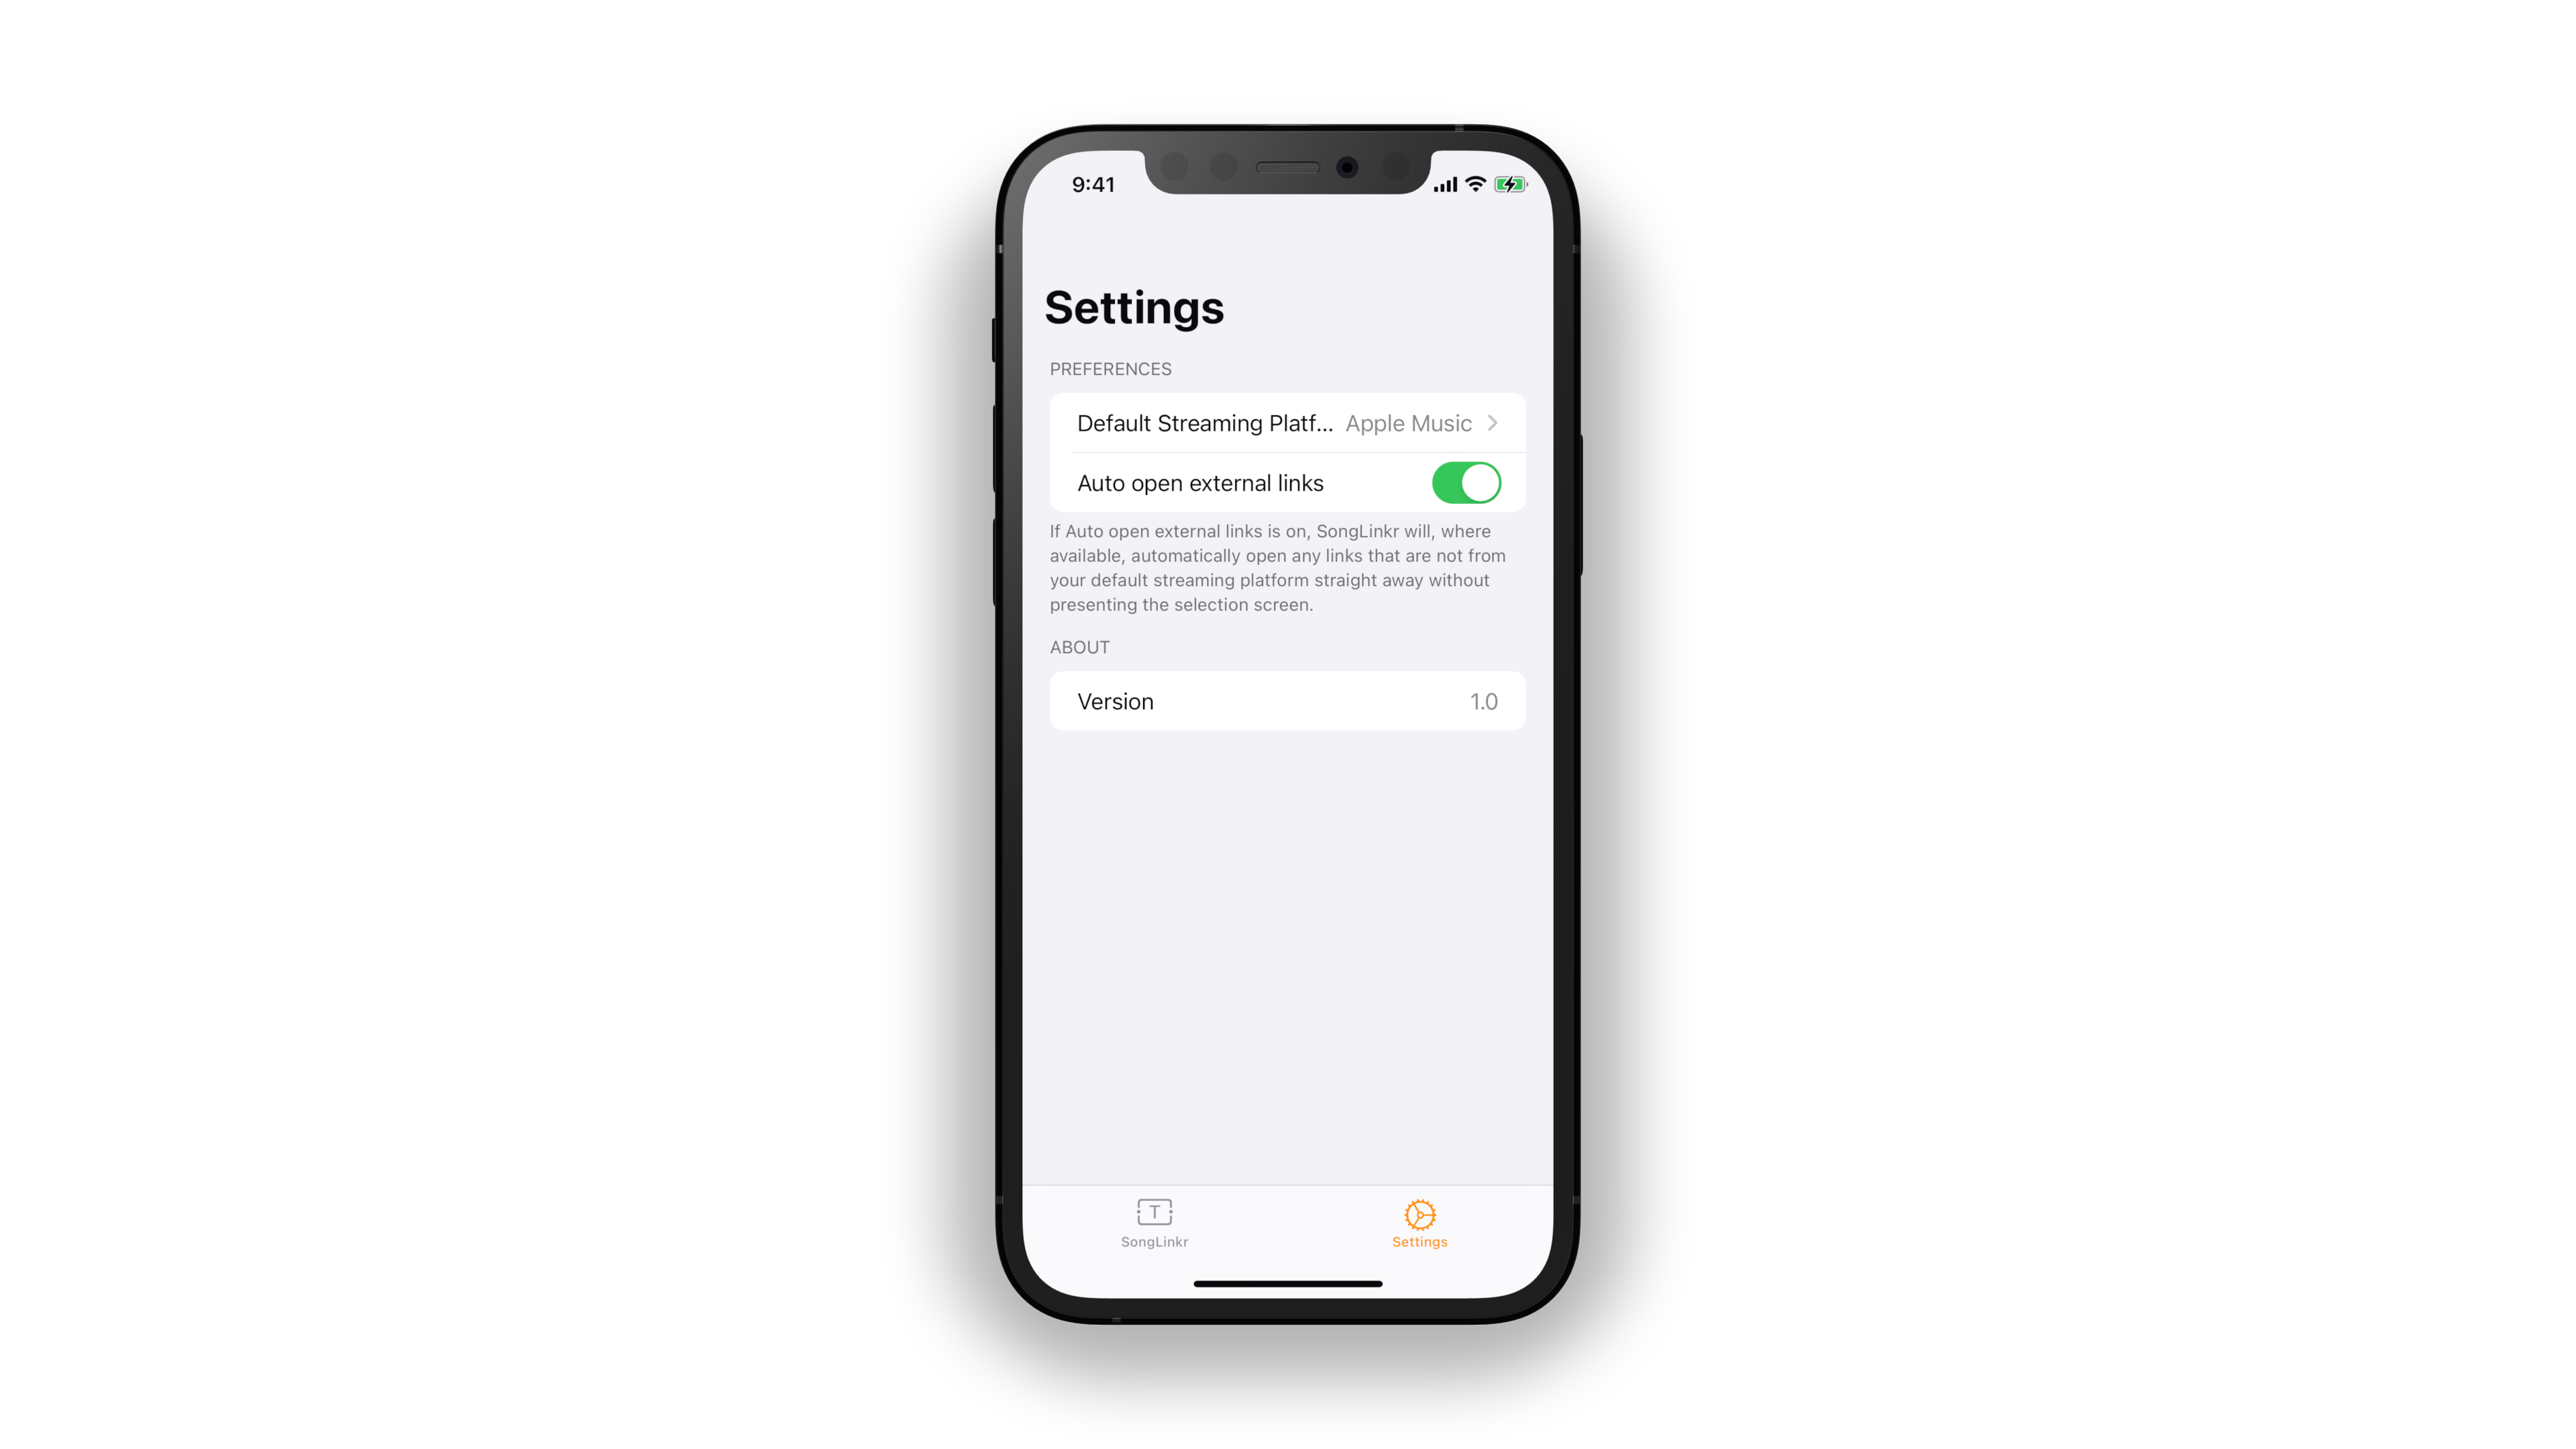 9:41
Settings
PREFERENCES
Default Streaming Platf... Apple Music
Auto open external links
If Auto open external links is on, SongLinkr will, where
available, automatically open any links that are not from
your default streaming platform straight away without
presenting the selection screen.
ABOUT
Version 1.0
T
SongLinkr Settings